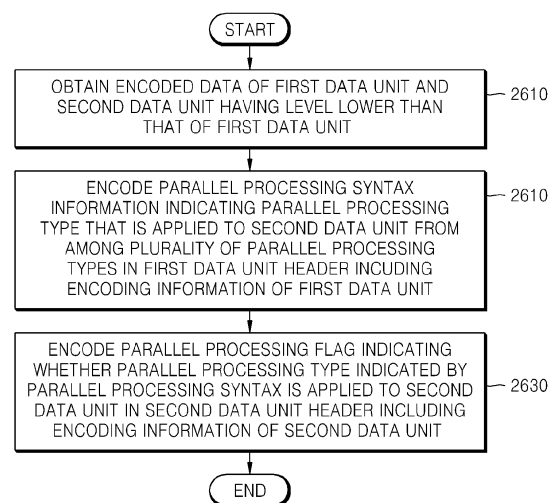 START
OBTAIN ENCODED DATA OF FIRST DATA UNIT AND
SECOND DATA UNIT HAVING LEVEL LOWER THAN
THAT OF FIRST DATA UNIT
2610
ENCODE PARALLEL PROCESSING SYNTAX
INFORMATION INDICATING PARALLEL PROCESSING
TYPE THAT IS APPLIED TO SECOND DATA UNIT FROM
AMONG PLURALITY OF PARALLEL PROCESSING
TYPES IN FIRST DATA UNIT HEADER INCLUDING
ENCODING INFORMATION OF FIRST DATA UNIT
2610
ENCODE PARALLEL PROCESSING FLAG INDICATING
WHETHER PARALLEL PROCESSING TYPE INDICATED BY
PARALLEL PROCESSING SYNTAX IS APPLIED TO SECOND
DATA UNIT IN SECOND DATA UNIT HEADER INCLUDING
ENCODING INFORMATION OF SECOND DATA UNIT
2630
END